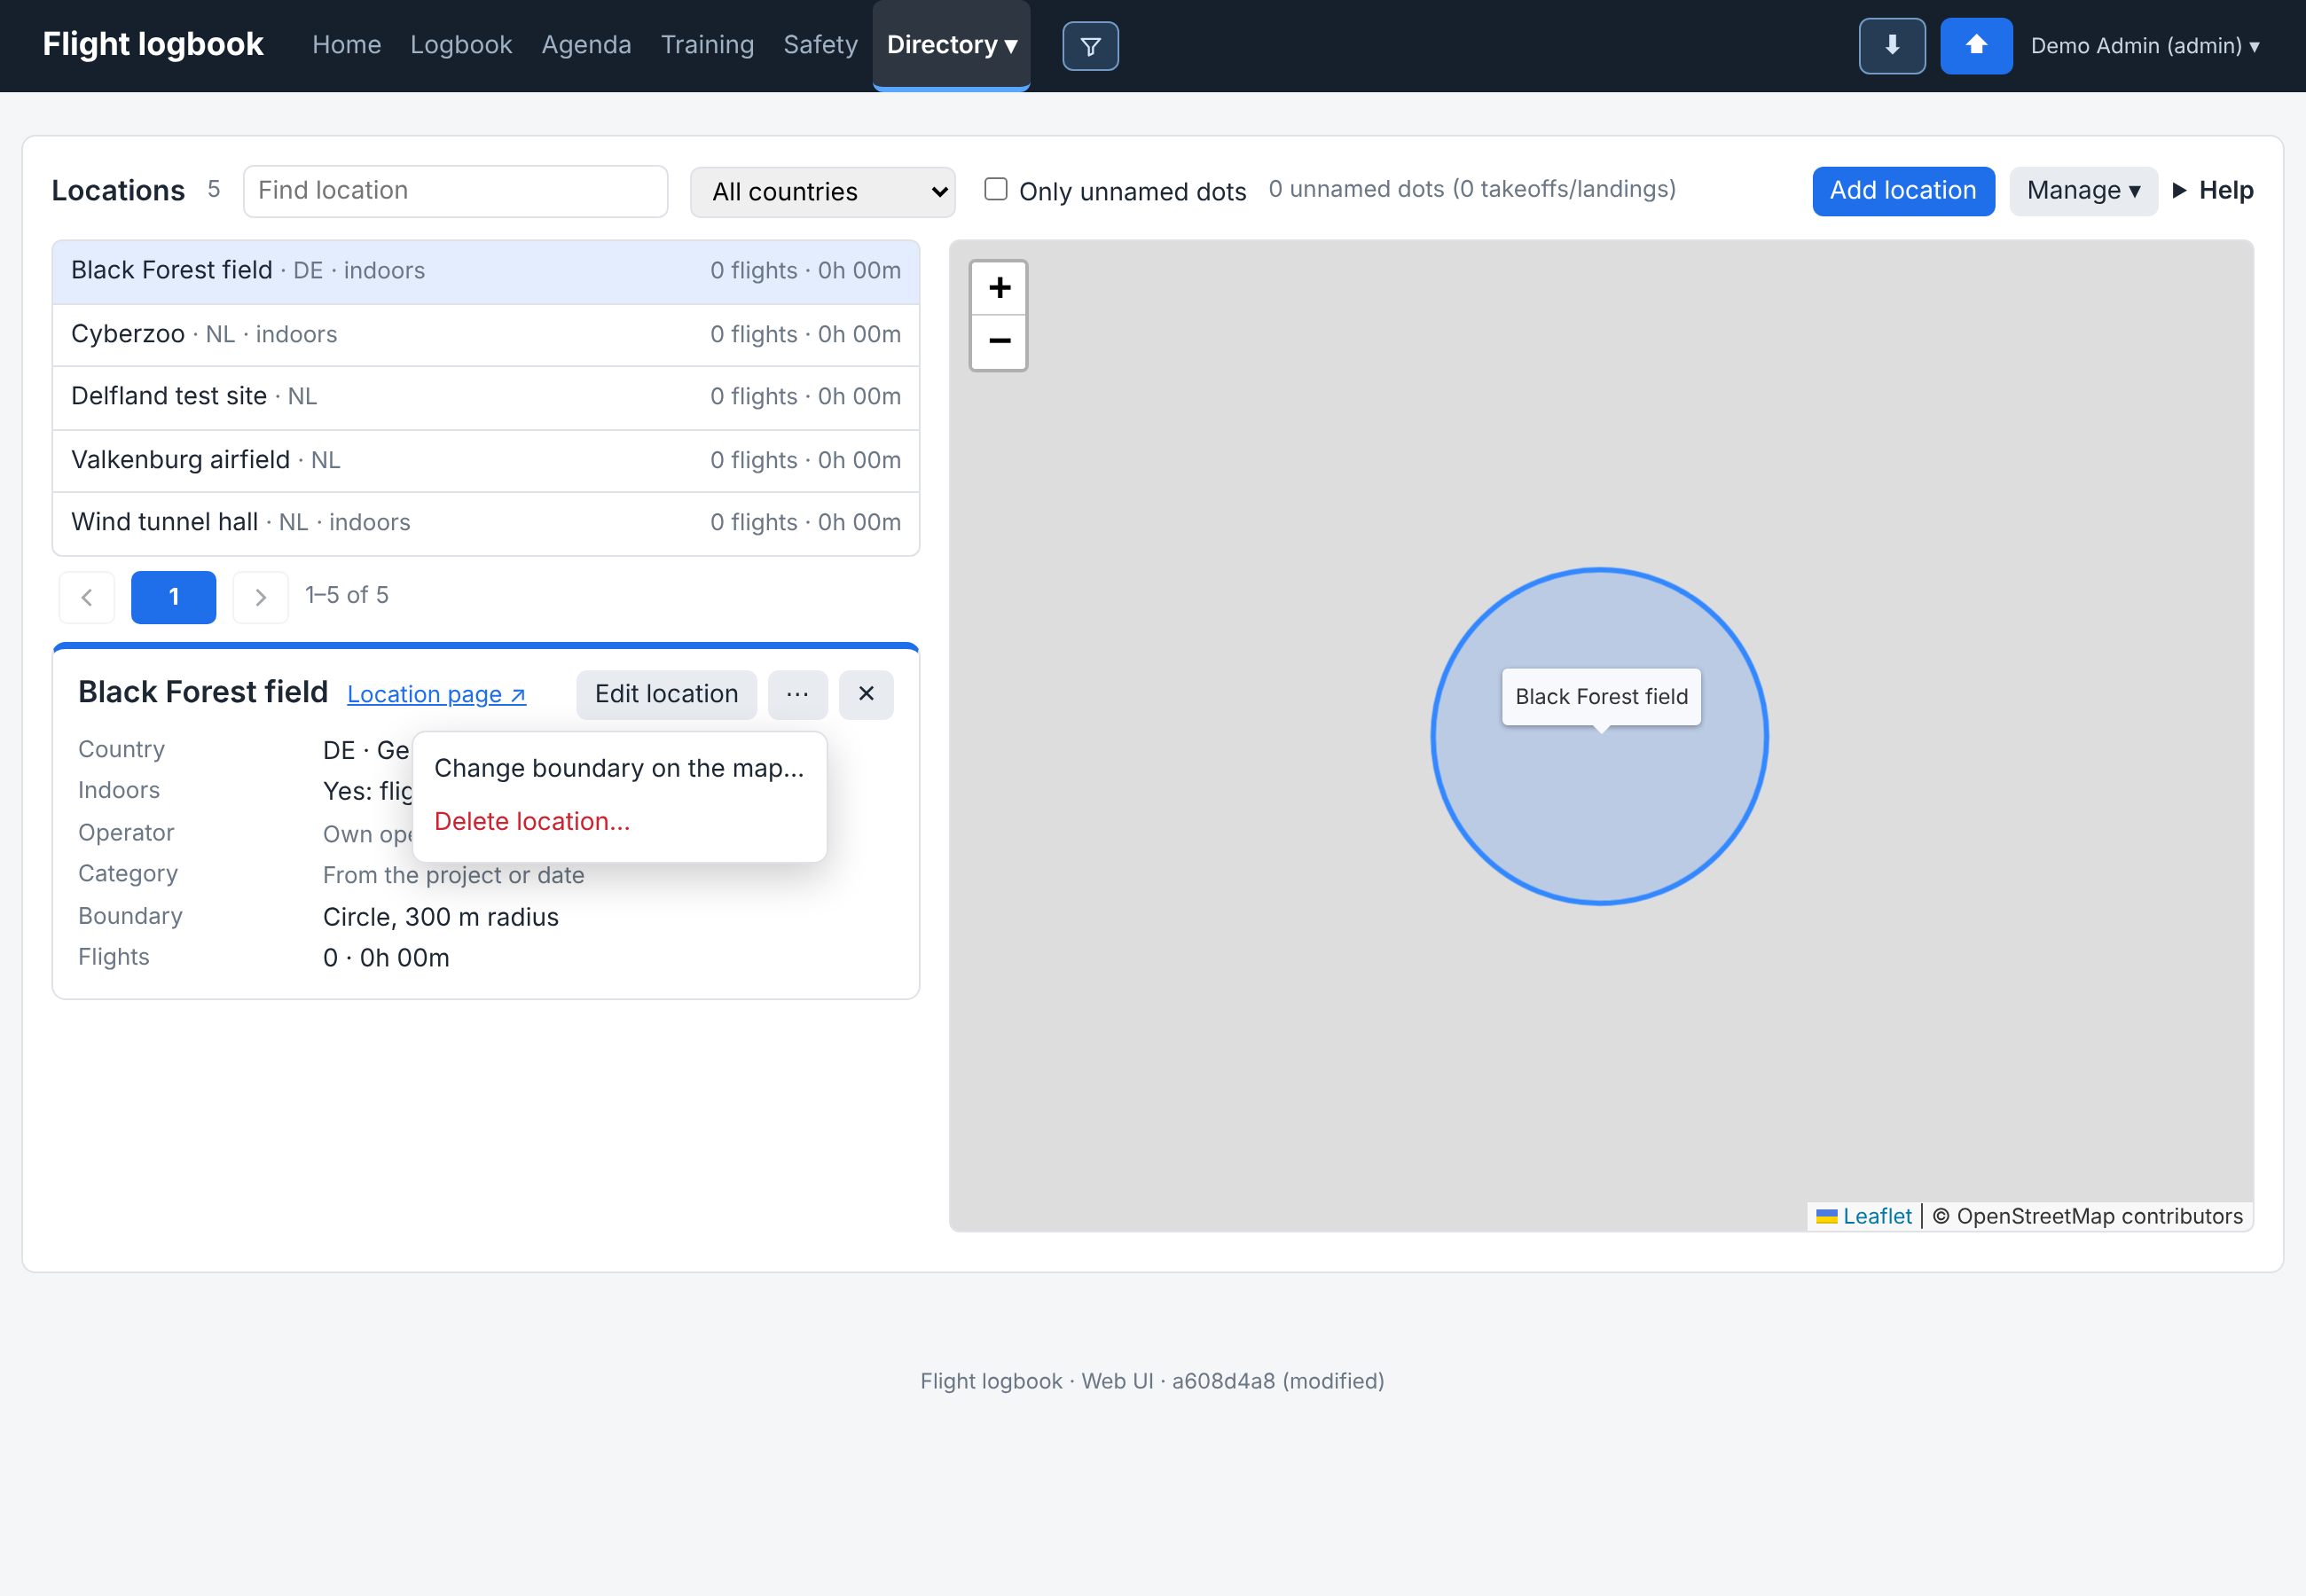 Flight logbook Home Logbook Agenda Training Safety Directory ▾ Demo Admin (admin) ▾
Locations 5 Find location All countries Only unnamed dots 0 unnamed dots (0 takeoffs/landings) Add location Manage ▾ ▶ Help
Black Forest field · DE · indoors 0 flights · 0h 00m
Cyberzoo · NL · indoors 0 flights · 0h 00m
Delfland test site · NL 0 flights · 0h 00m
Valkenburg airfield · NL 0 flights · 0h 00m
Wind tunnel hall · NL · indoors 0 flights · 0h 00m
1 1–5 of 5
Black Forest field Location page ↗ Edit location ⋯ ✕
Country DE · Ge
Change boundary on the map...
Indoors Yes: flig
Delete location...
Operator Own ope
Category From the project or date
Boundary Circle, 300 m radius
Flights 0 · 0h 00m
+
−
Black Forest field
Leaflet | © OpenStreetMap contributors
Flight logbook · Web UI · a608d4a8 (modified)